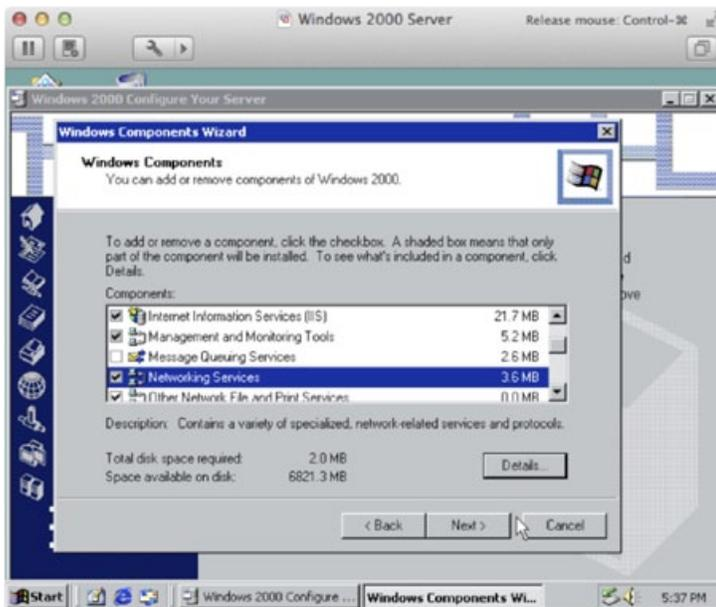 Windows 2000 Server
Release mouse: Control-⌘
Windows 2000 Configure Your Server
Windows Components Wizard
Windows Components
You can add or remove components of Windows 2000.
To add or remove a component, click the checkbox. A shaded box means that only
part of the component will be installed. To see what's included in a component, click
Details.
Components:
Internet Information Services (IIS) 21.7 MB
Management and Monitoring Tools 5.2 MB
Message Queuing Services 2.6 MB
Networking Services 3.6 MB
Other Network File and Print Services 0.0 MB
Description: Contains a variety of specialized, network-related services and protocols.
Total disk space required: 2.0 MB
Space available on disk: 6821.3 MB
Details...
< Back Next > Cancel
Start Windows 2000 Configure ... Windows Components Wi... 5:37 PM